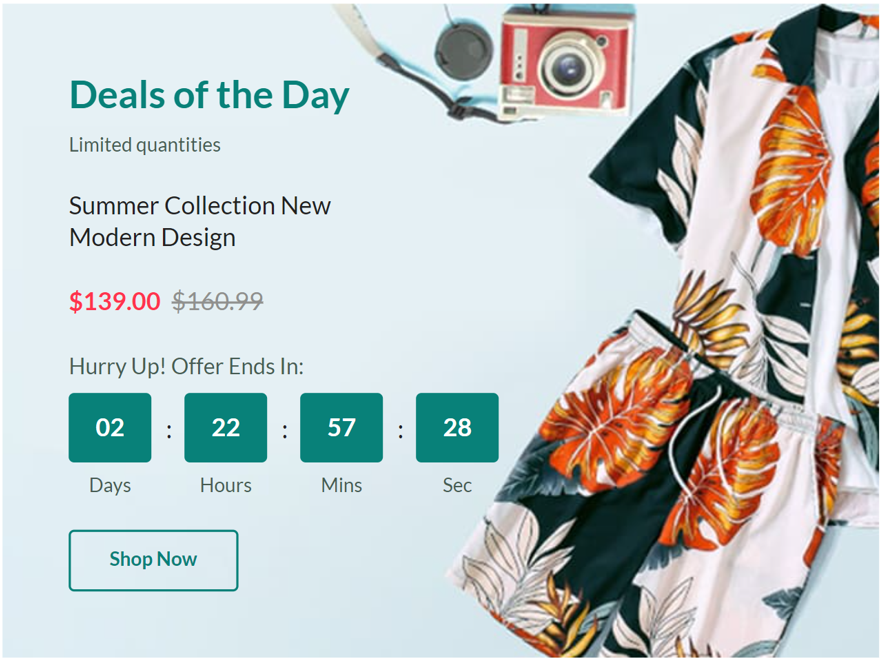 Deals of the Day
Limited quantities
Summer Collection New
Modern Design
$139.00 $160.99
Hurry Up! Offer Ends In:
02 : 22 : 57 : 28
Days Hours Mins Sec
Shop Now